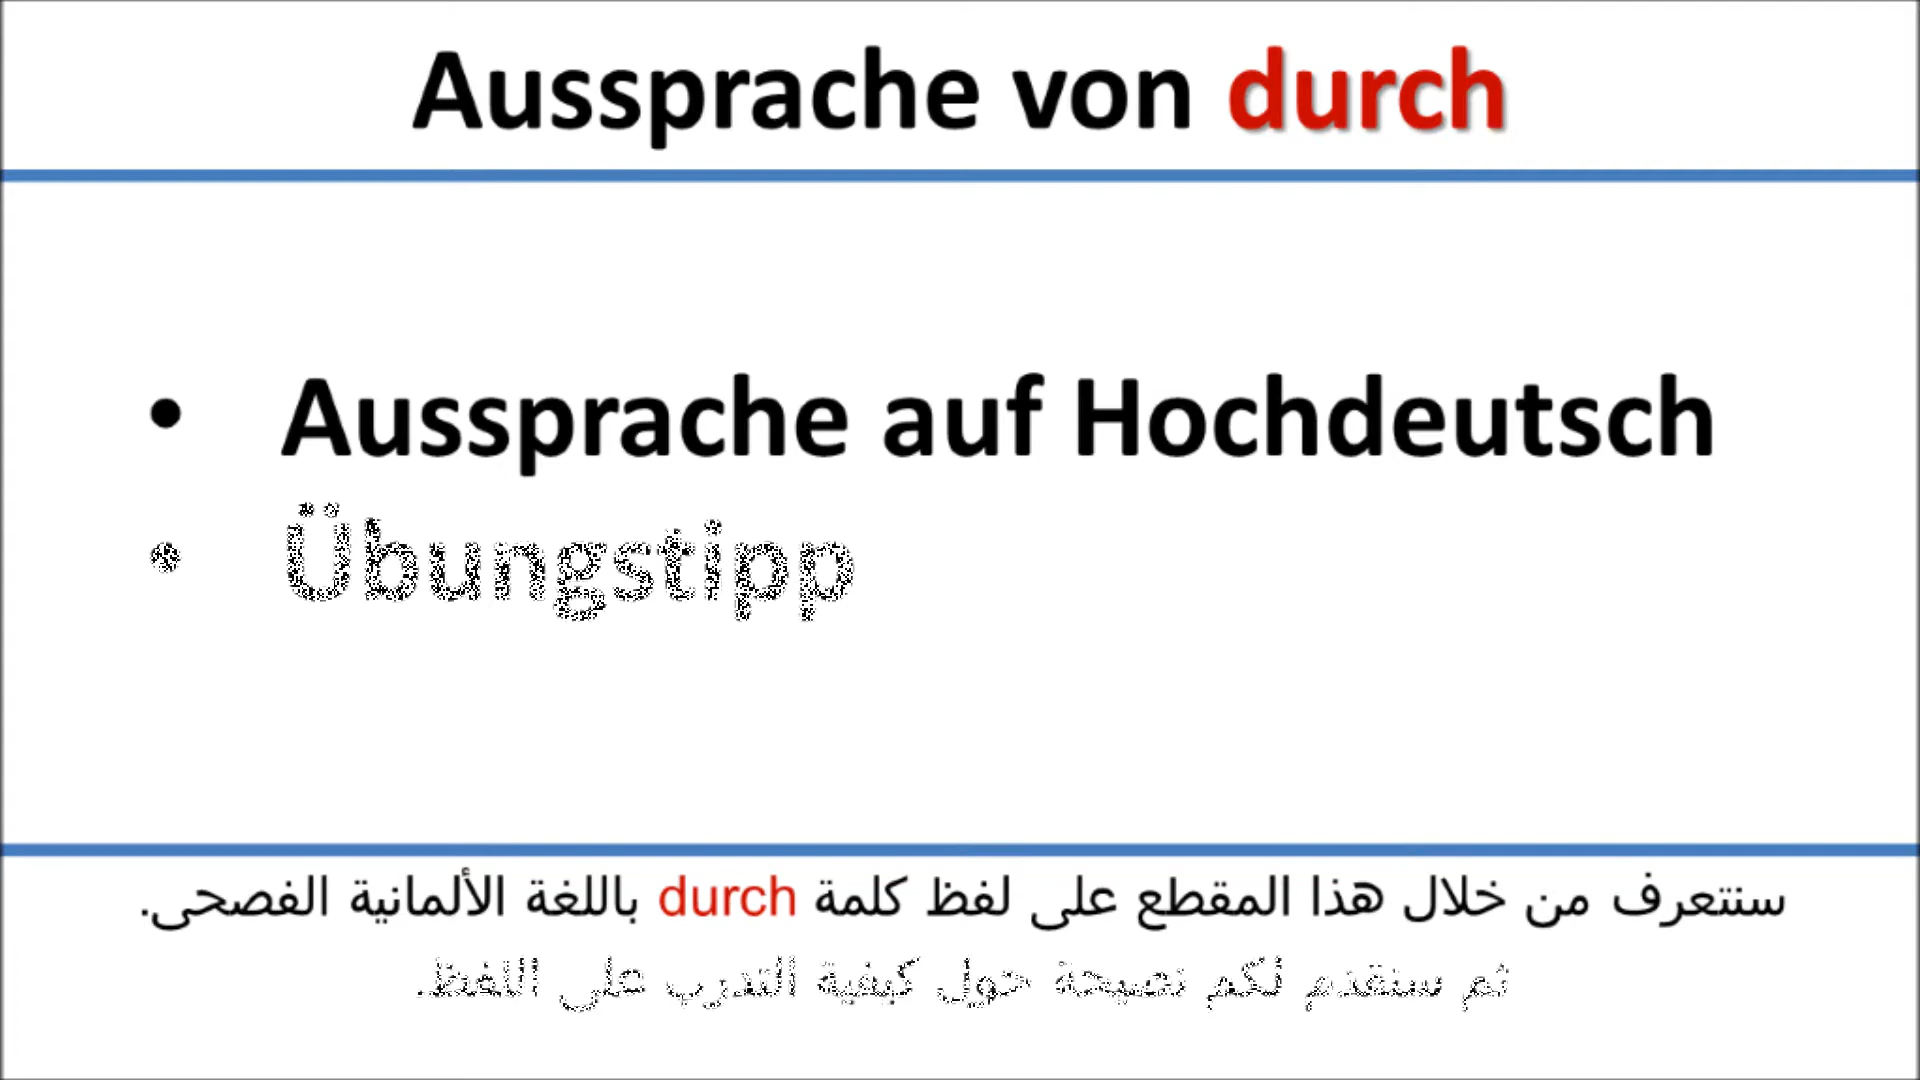 Aussprache von durch
• Aussprache auf Hochdeutsch
• Übungstipp
سنتعرف من خلال هذا المقطع على لفظ كلمة durch باللغة الألمانية الفصحى.
ثم سنقدم لكم نصيحة حول كيفية التدرب على اللفظ.